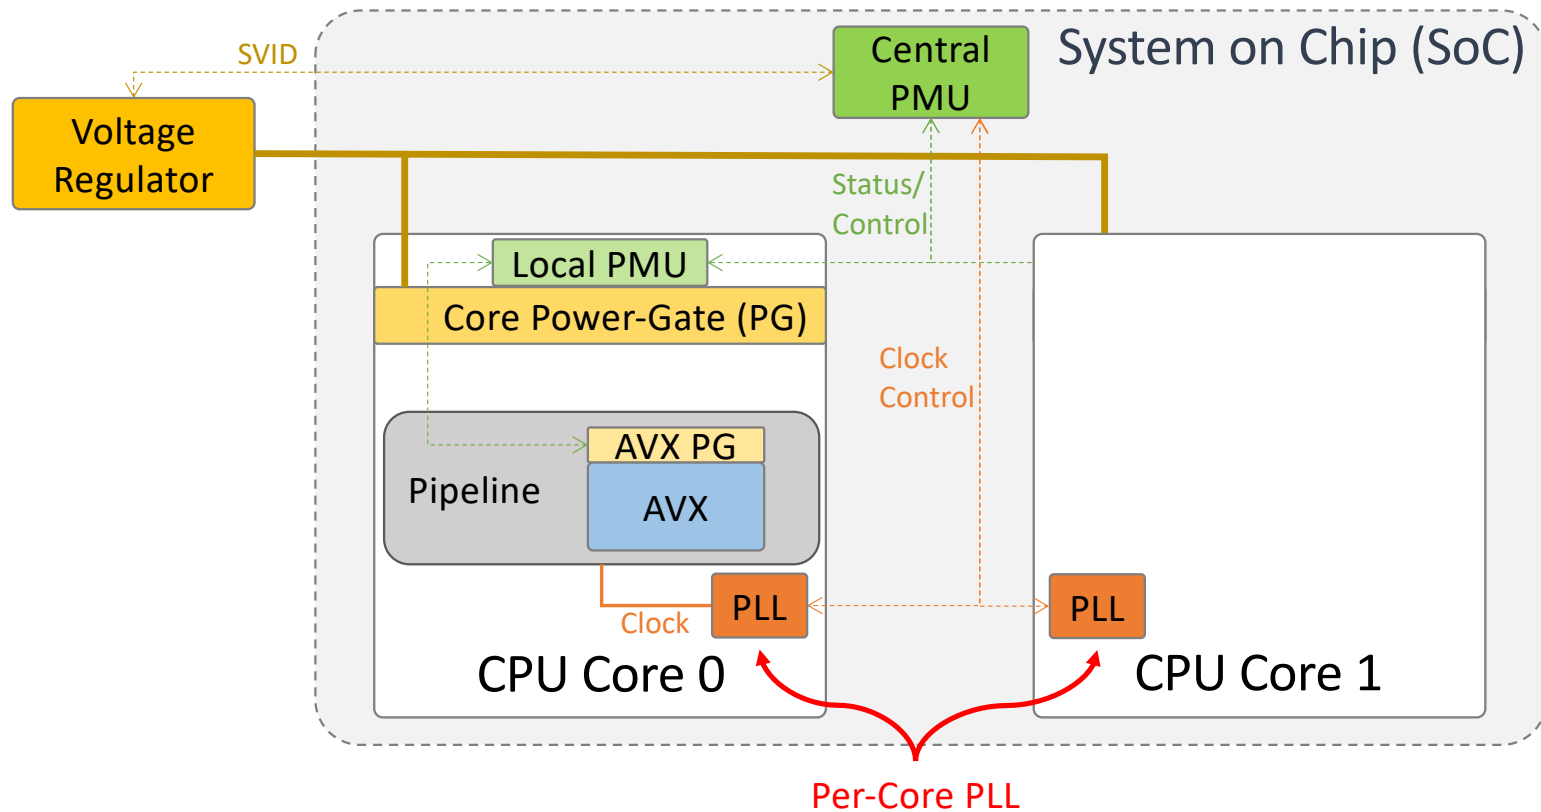 System on Chip (SoC)
SVID
Central
PMU
Voltage
Regulator
Status/
Control
Local PMU
Core Power-Gate (PG)
Clock
Control
AVX PG
Pipeline
AVX
PLL
Clock
PLL
CPU Core 0
CPU Core 1
Per-Core PLL